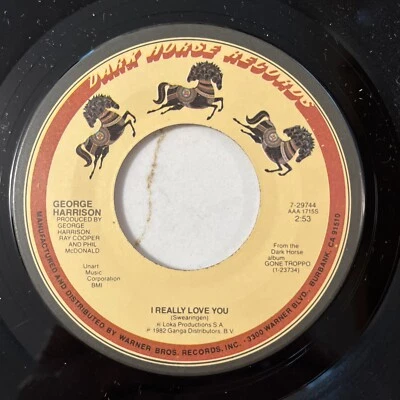 DARK HORSE RECORDS
GEORGE
HARRISON
PRODUCED BY
GEORGE
HARRISON
RAY COOPER
AND PHIL
McDONALD
Unart
Music
Corporation
BMI
7-29744
AAA 1715S
2:53
From the
Dark Horse
album
GONE TROPPO
(1-23734)
I REALLY LOVE YOU
(Swearingen)
℗ Loka Productions S.A.
℗ 1982 Ganga Distributors, B.V.
MANUFACTURED AND DISTRIBUTED BY WARNER BROS. RECORDS, INC. · 3300 WARNER BLVD., BURBANK, CA 91510